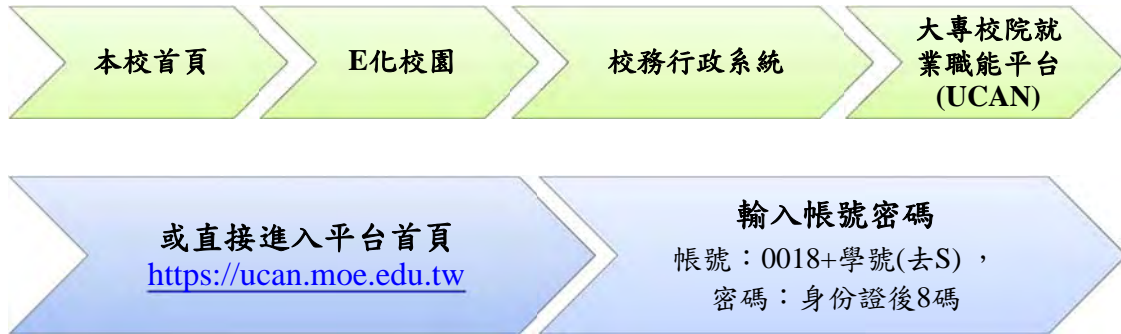 本校首頁
E化校園
校務行政系統
大專校院就
業職能平台
(UCAN)
或直接進入平台首頁
https://ucan.moe.edu.tw
輸入帳號密碼
帳號：0018+學號(去S)，
密碼：身份證後8碼